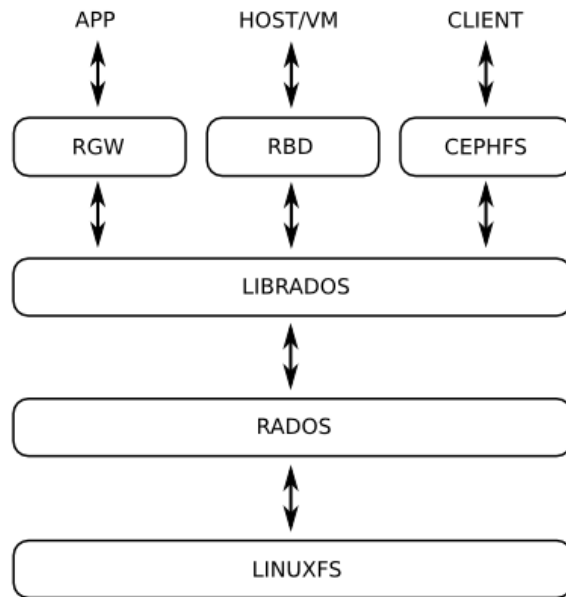 APP HOST/VM CLIENT
RGW RBD CEPHFS
LIBRADOS
RADOS
LINUXFS